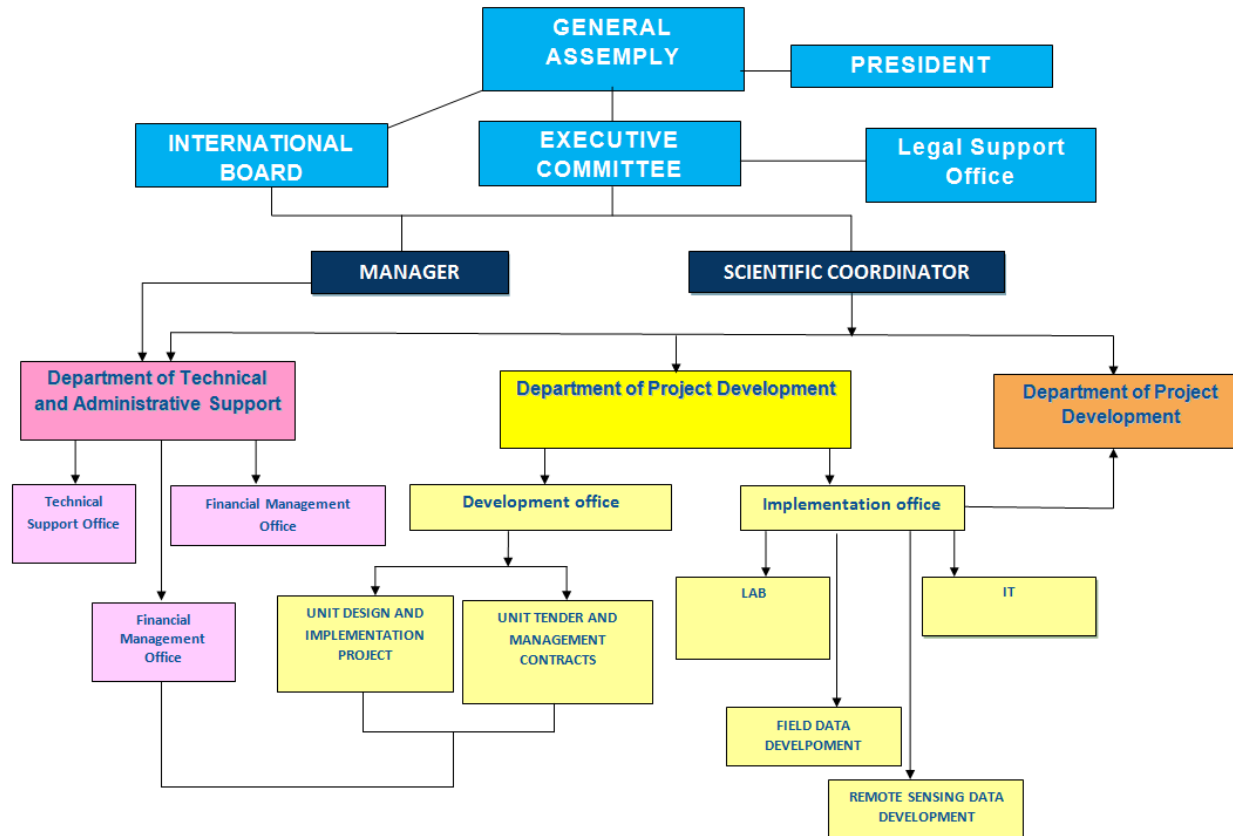 GENERAL
ASSEMPLY
PRESIDENT
INTERNATIONAL
BOARD
EXECUTIVE
COMMITTEE
Legal Support
Office
MANAGER
SCIENTIFIC COORDINATOR
Department of Technical
and Administrative Support
Department of Project Development
Department of Project
Development
Technical
Support Office
Financial Management
Office
Development office
Implementation office
Financial
Management
Office
UNIT DESIGN AND
IMPLEMENTATION
PROJECT
UNIT TENDER AND
MANAGEMENT
CONTRACTS
LAB
IT
FIELD DATA
DEVELPOMENT
REMOTE SENSING DATA
DEVELOPMENT